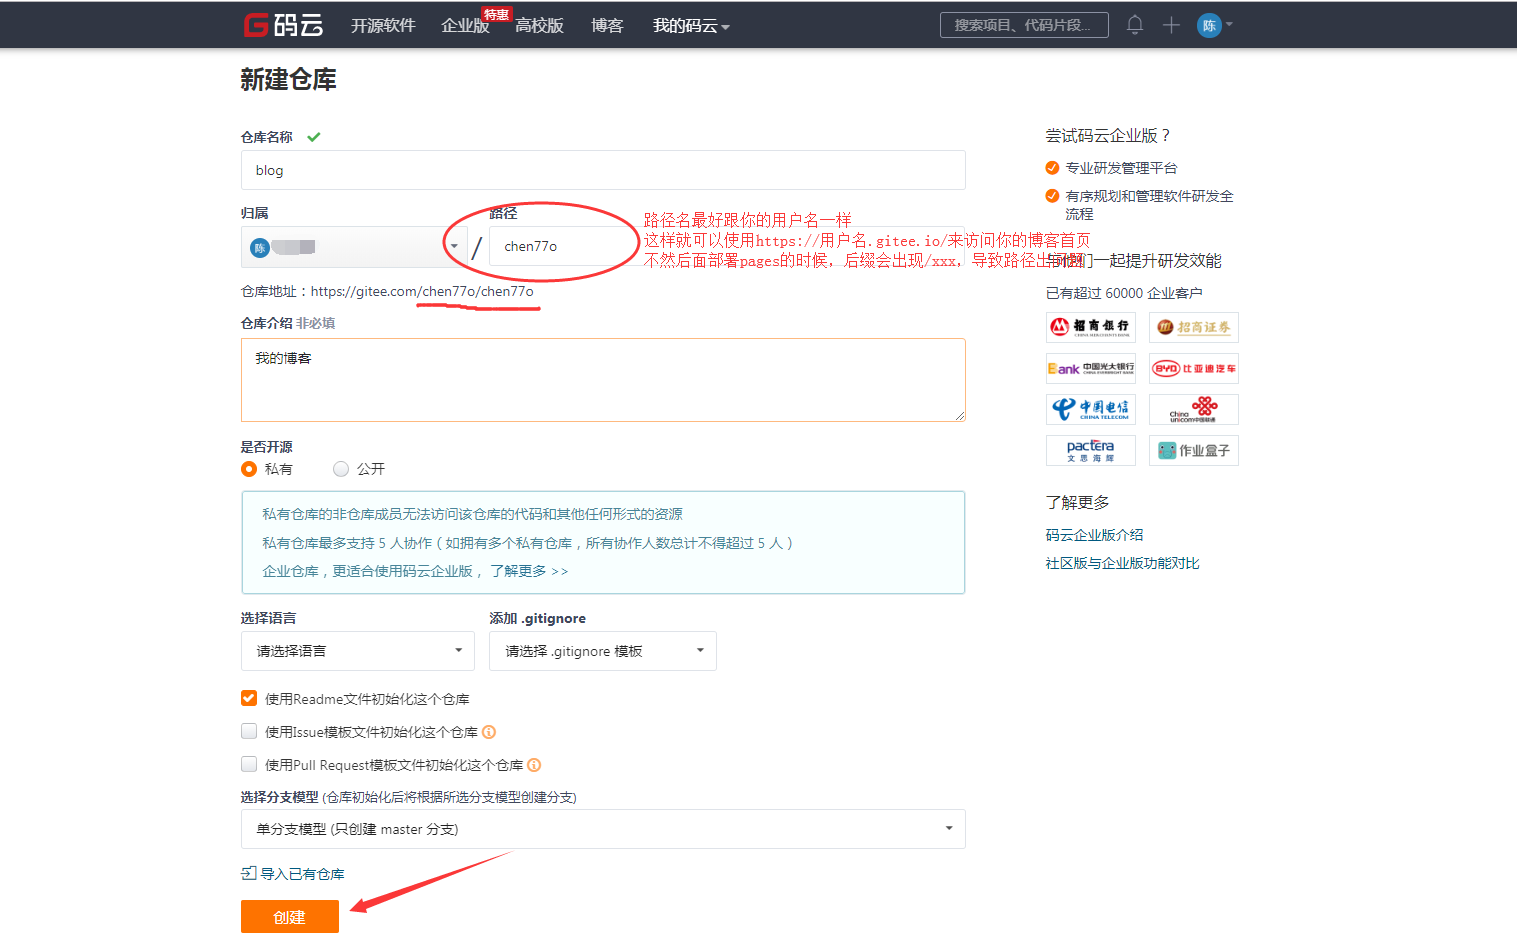 码云 开源软件 企业版 特惠 高校版 博客 我的码云 搜索项目、代码片段... 陈
新建仓库
仓库名称
blog
归属 路径
陈 / chen77o
路径名最好跟你的用户名一样
这样就可以使用https://用户名.gitee.io/来访问你的博客首页
不然后面部署pages的时候，后缀会出现/xxx，导致路径出问题
仓库地址：https://gitee.com/chen77o/chen77o
仓库介绍 非必填
我的博客
是否开源
私有 公开
私有仓库的非仓库成员无法访问该仓库的代码和其他任何形式的资源
私有仓库最多支持 5 人协作（如拥有多个私有仓库，所有协作人数总计不得超过 5 人）
企业仓库，更适合使用码云企业版， 了解更多 >>
选择语言 添加 .gitignore
请选择语言 请选择 .gitignore 模板
使用Readme文件初始化这个仓库
使用Issue模板文件初始化这个仓库
使用Pull Request模板文件初始化这个仓库
选择分支模型 (仓库初始化后将根据所选分支模型创建分支)
单分支模型 (只创建 master 分支)
导入已有仓库
创建
尝试码云企业版？
专业研发管理平台
有序规划和管理软件研发全
流程
与他们一起提升研发效能
已有超过 60000 企业客户
招商银行
CHINA MERCHANTS BANK
招商证券
Bank 中国光大银行
CHINA EVERBRIGHT BANK
BYD 比亚迪汽车
中国电信
CHINA TELECOM
China
unicom中国联通
pactera
文思海辉
作业盒子
了解更多
码云企业版介绍
社区版与企业版功能对比